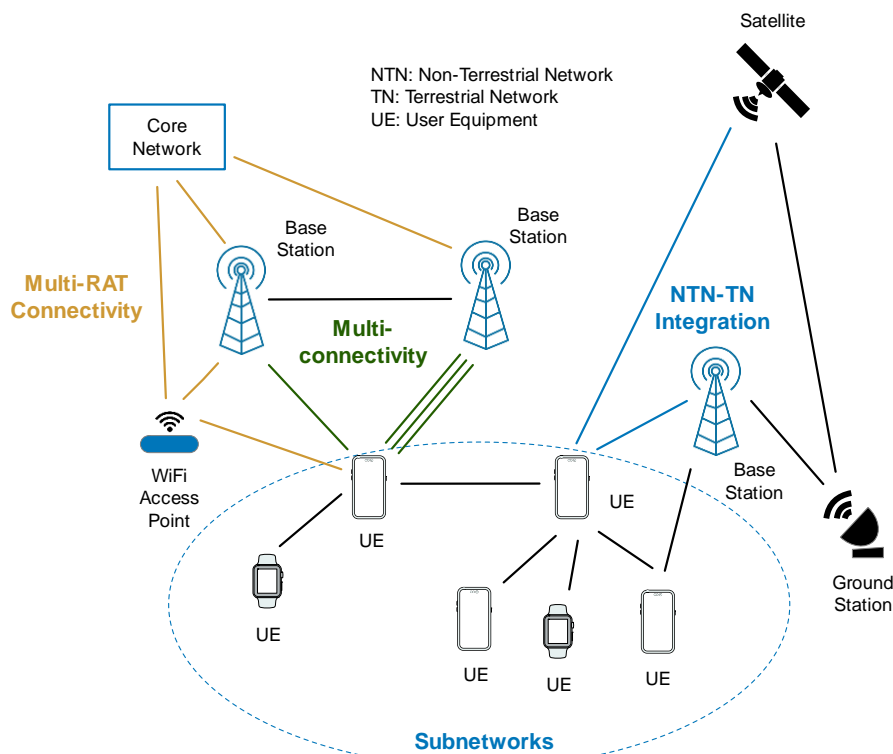 Satellite
NTN: Non-Terrestrial Network
TN: Terrestrial Network
UE: User Equipment
Core
Network
Base
Station
Base
Station
Multi-RAT
Connectivity
NTN-TN
Integration
Multi-
connectivity
WiFi
Access
Point
Base
Station
UE
UE
Ground
Station
UE
UE
UE
UE
Subnetworks